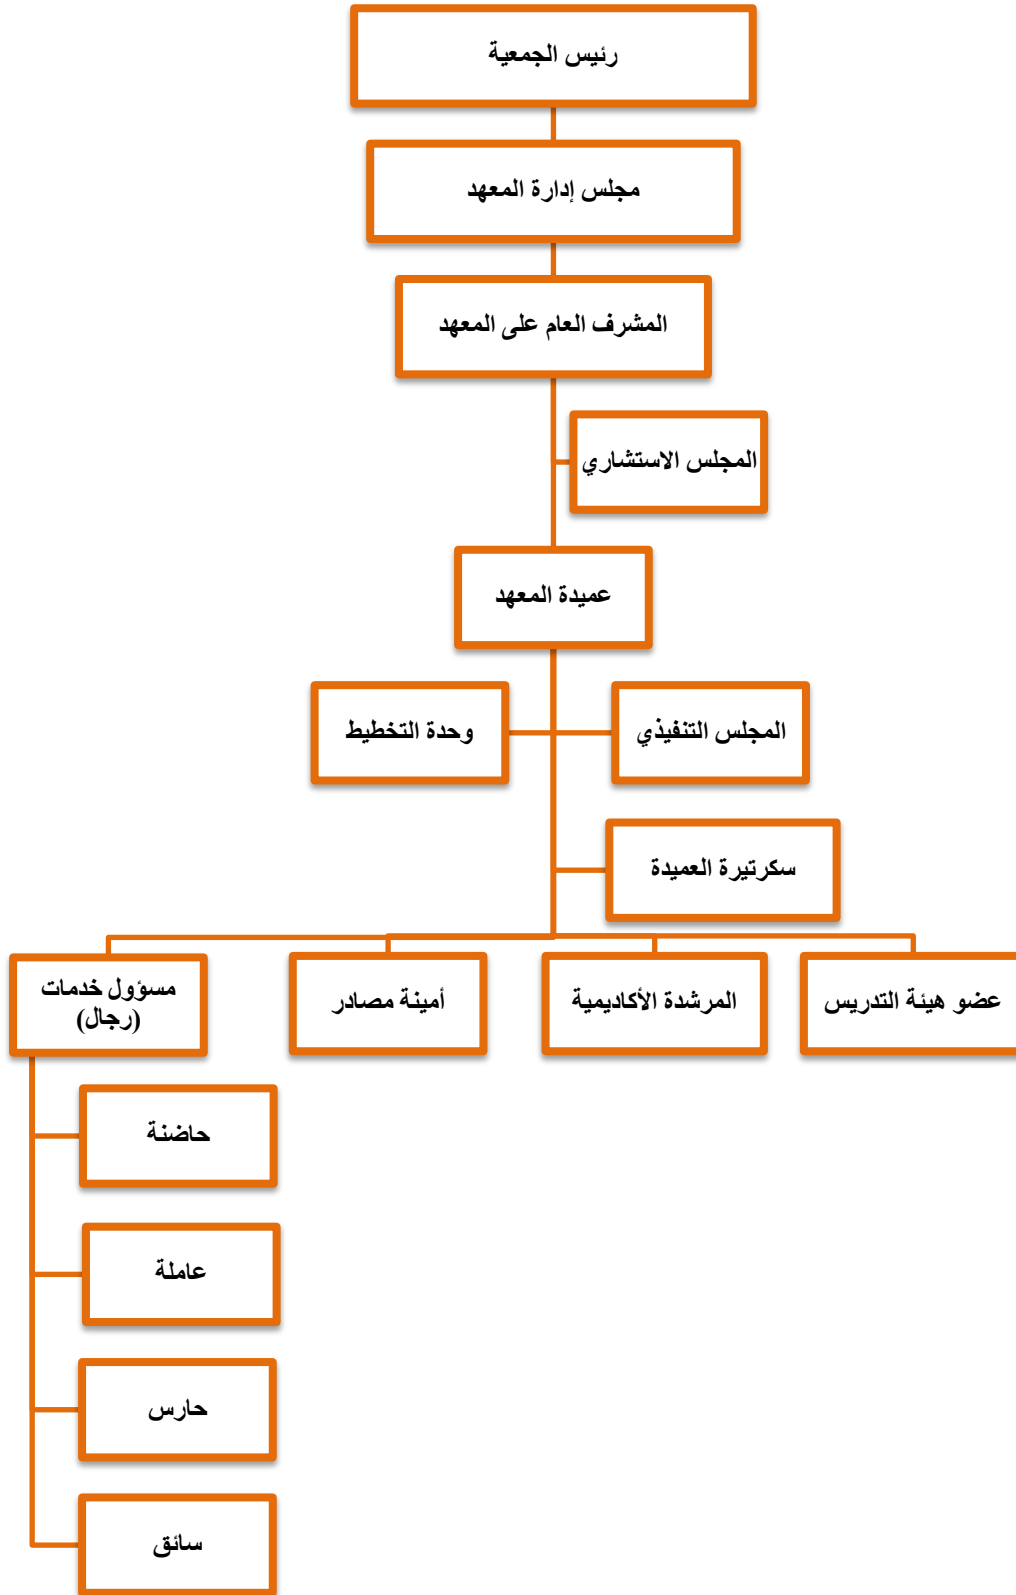 رئيس الجمعية
مجلس إدارة المعهد
المشرف العام على المعهد
المجلس الاستشاري
عميدة المعهد
المجلس التنفيذي
وحدة التخطيط
سكرتيرة العميدة
عضو هيئة التدريس
المرشدة الأكاديمية
أمينة مصادر
مسؤول خدمات
(رجال)
حاضنة
عاملة
حارس
سائق